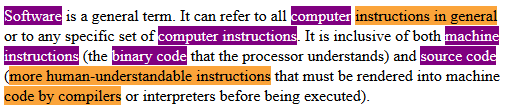 Software is a general term. It can refer to all computer instructions in general
or to any specific set of computer instructions. It is inclusive of both machine
instructions (the binary code that the processor understands) and source code
(more human-understandable instructions that must be rendered into machine
code by compilers or interpreters before being executed).